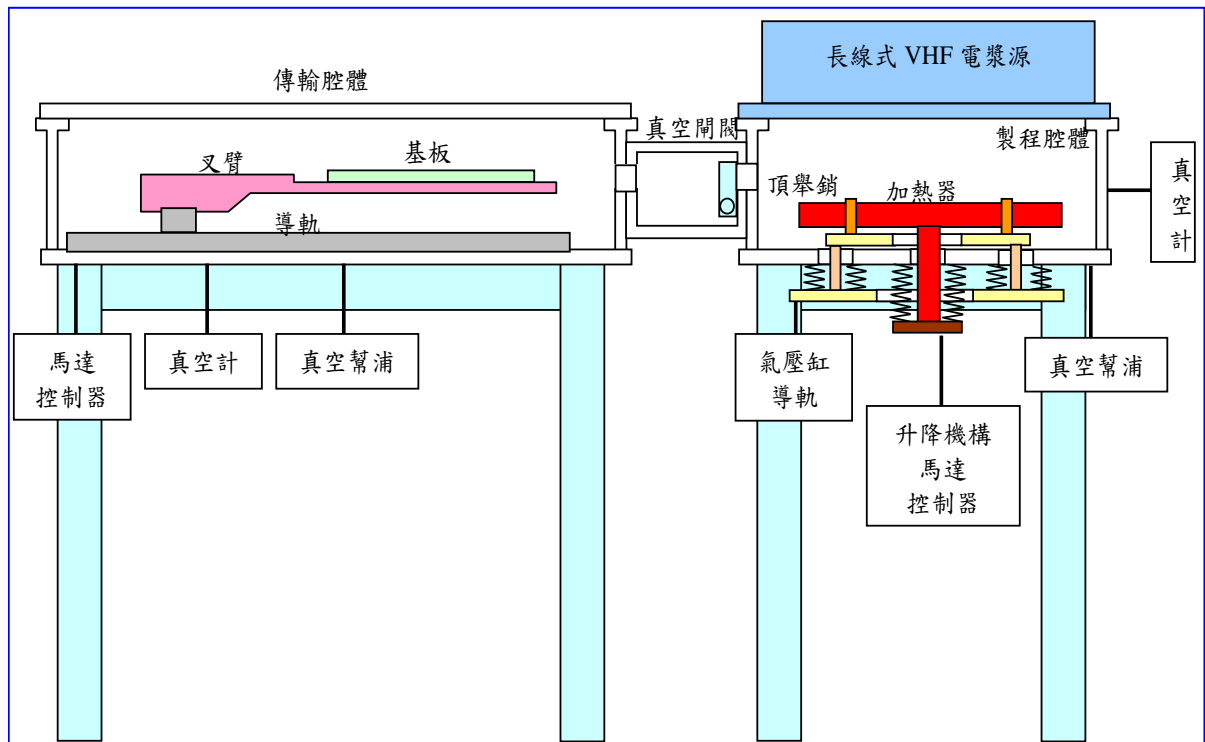 長線式 VHF 電漿源
傳輸腔體
真空閘閥
製程腔體
叉臂
基板
頂舉銷
加熱器
真
空
計
導軌
馬達
控制器
真空計
真空幫浦
氣壓缸
導軌
真空幫浦
升降機構
馬達
控制器